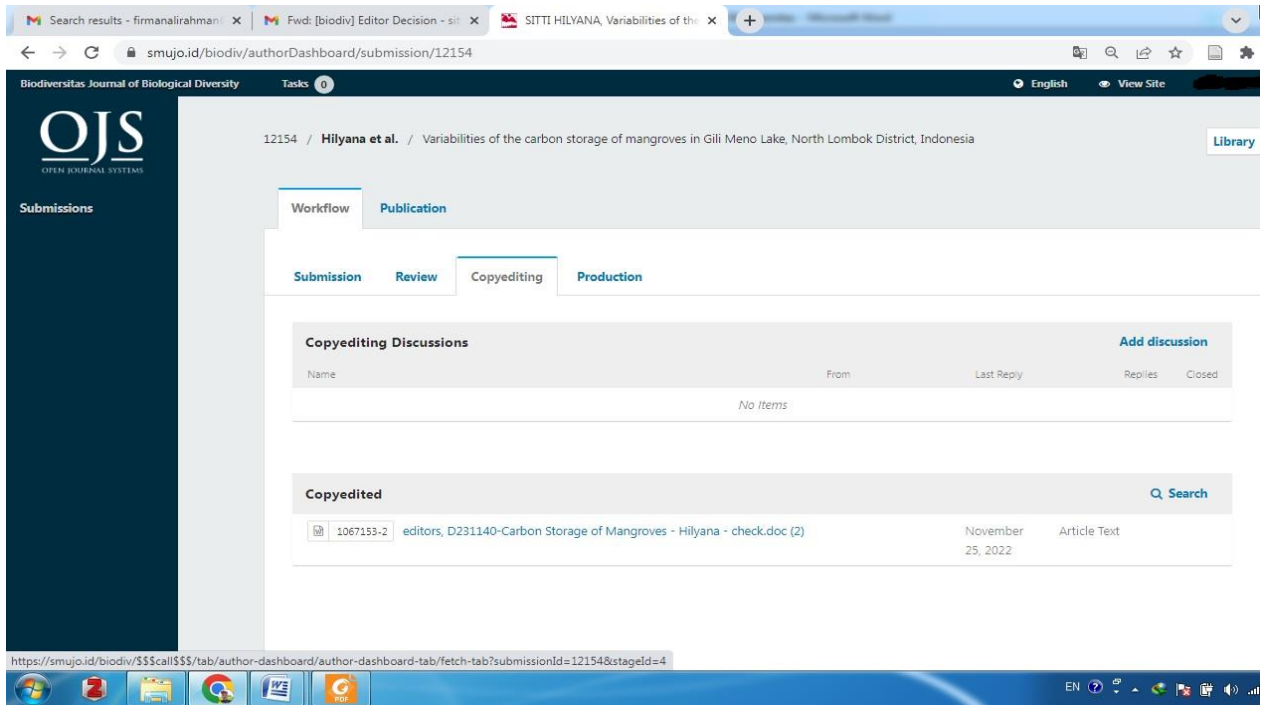 Search results - firmanalirahman
Fwd: [biodiv] Editor Decision - sit
SITTI HILYANA, Variabilities of the
smujo.id/biodiv/authorDashboard/submission/12154
Biodiversitas Journal of Biological Diversity
Tasks 0
English
View Site
OJS
OPEN JOURNAL SYSTEMS
12154 / Hilyana et al. / Variabilities of the carbon storage of mangroves in Gili Meno Lake, North Lombok District, Indonesia
Library
Submissions
Workflow
Publication
Submission
Review
Copyediting
Production
Copyediting Discussions
Add discussion
Name
From
Last Reply
Replies
Closed
No Items
Copyedited
Search
1067153-2
editors, D231140-Carbon Storage of Mangroves - Hilyana - check.doc (2)
November
25, 2022
Article Text
https://smujo.id/biodiv/$$$call$$$/tab/author-dashboard/author-dashboard-tab/fetch-tab?submissionId=12154&stageId=4
PDF
EN